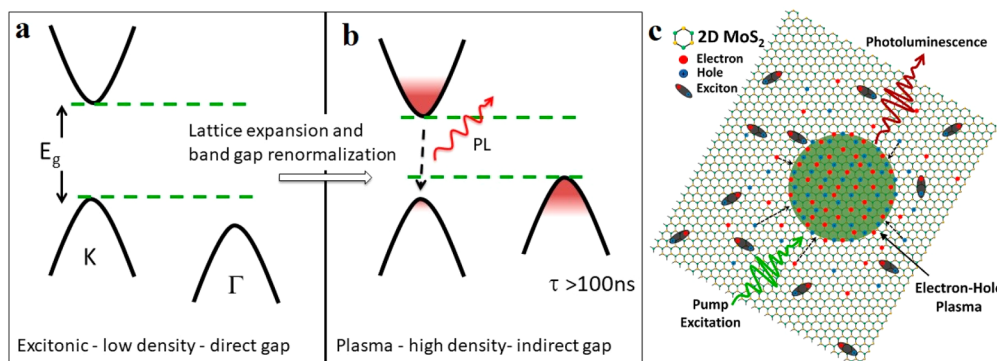 a
E_g
K
Γ
Excitonic - low density - direct gap
Lattice expansion and
band gap renormalization
b
PL
τ >100ns
Plasma - high density- indirect gap
c
2D MoS₂
Electron
Hole
Exciton
Photoluminescence
Pump
Excitation
Electron-Hole
Plasma